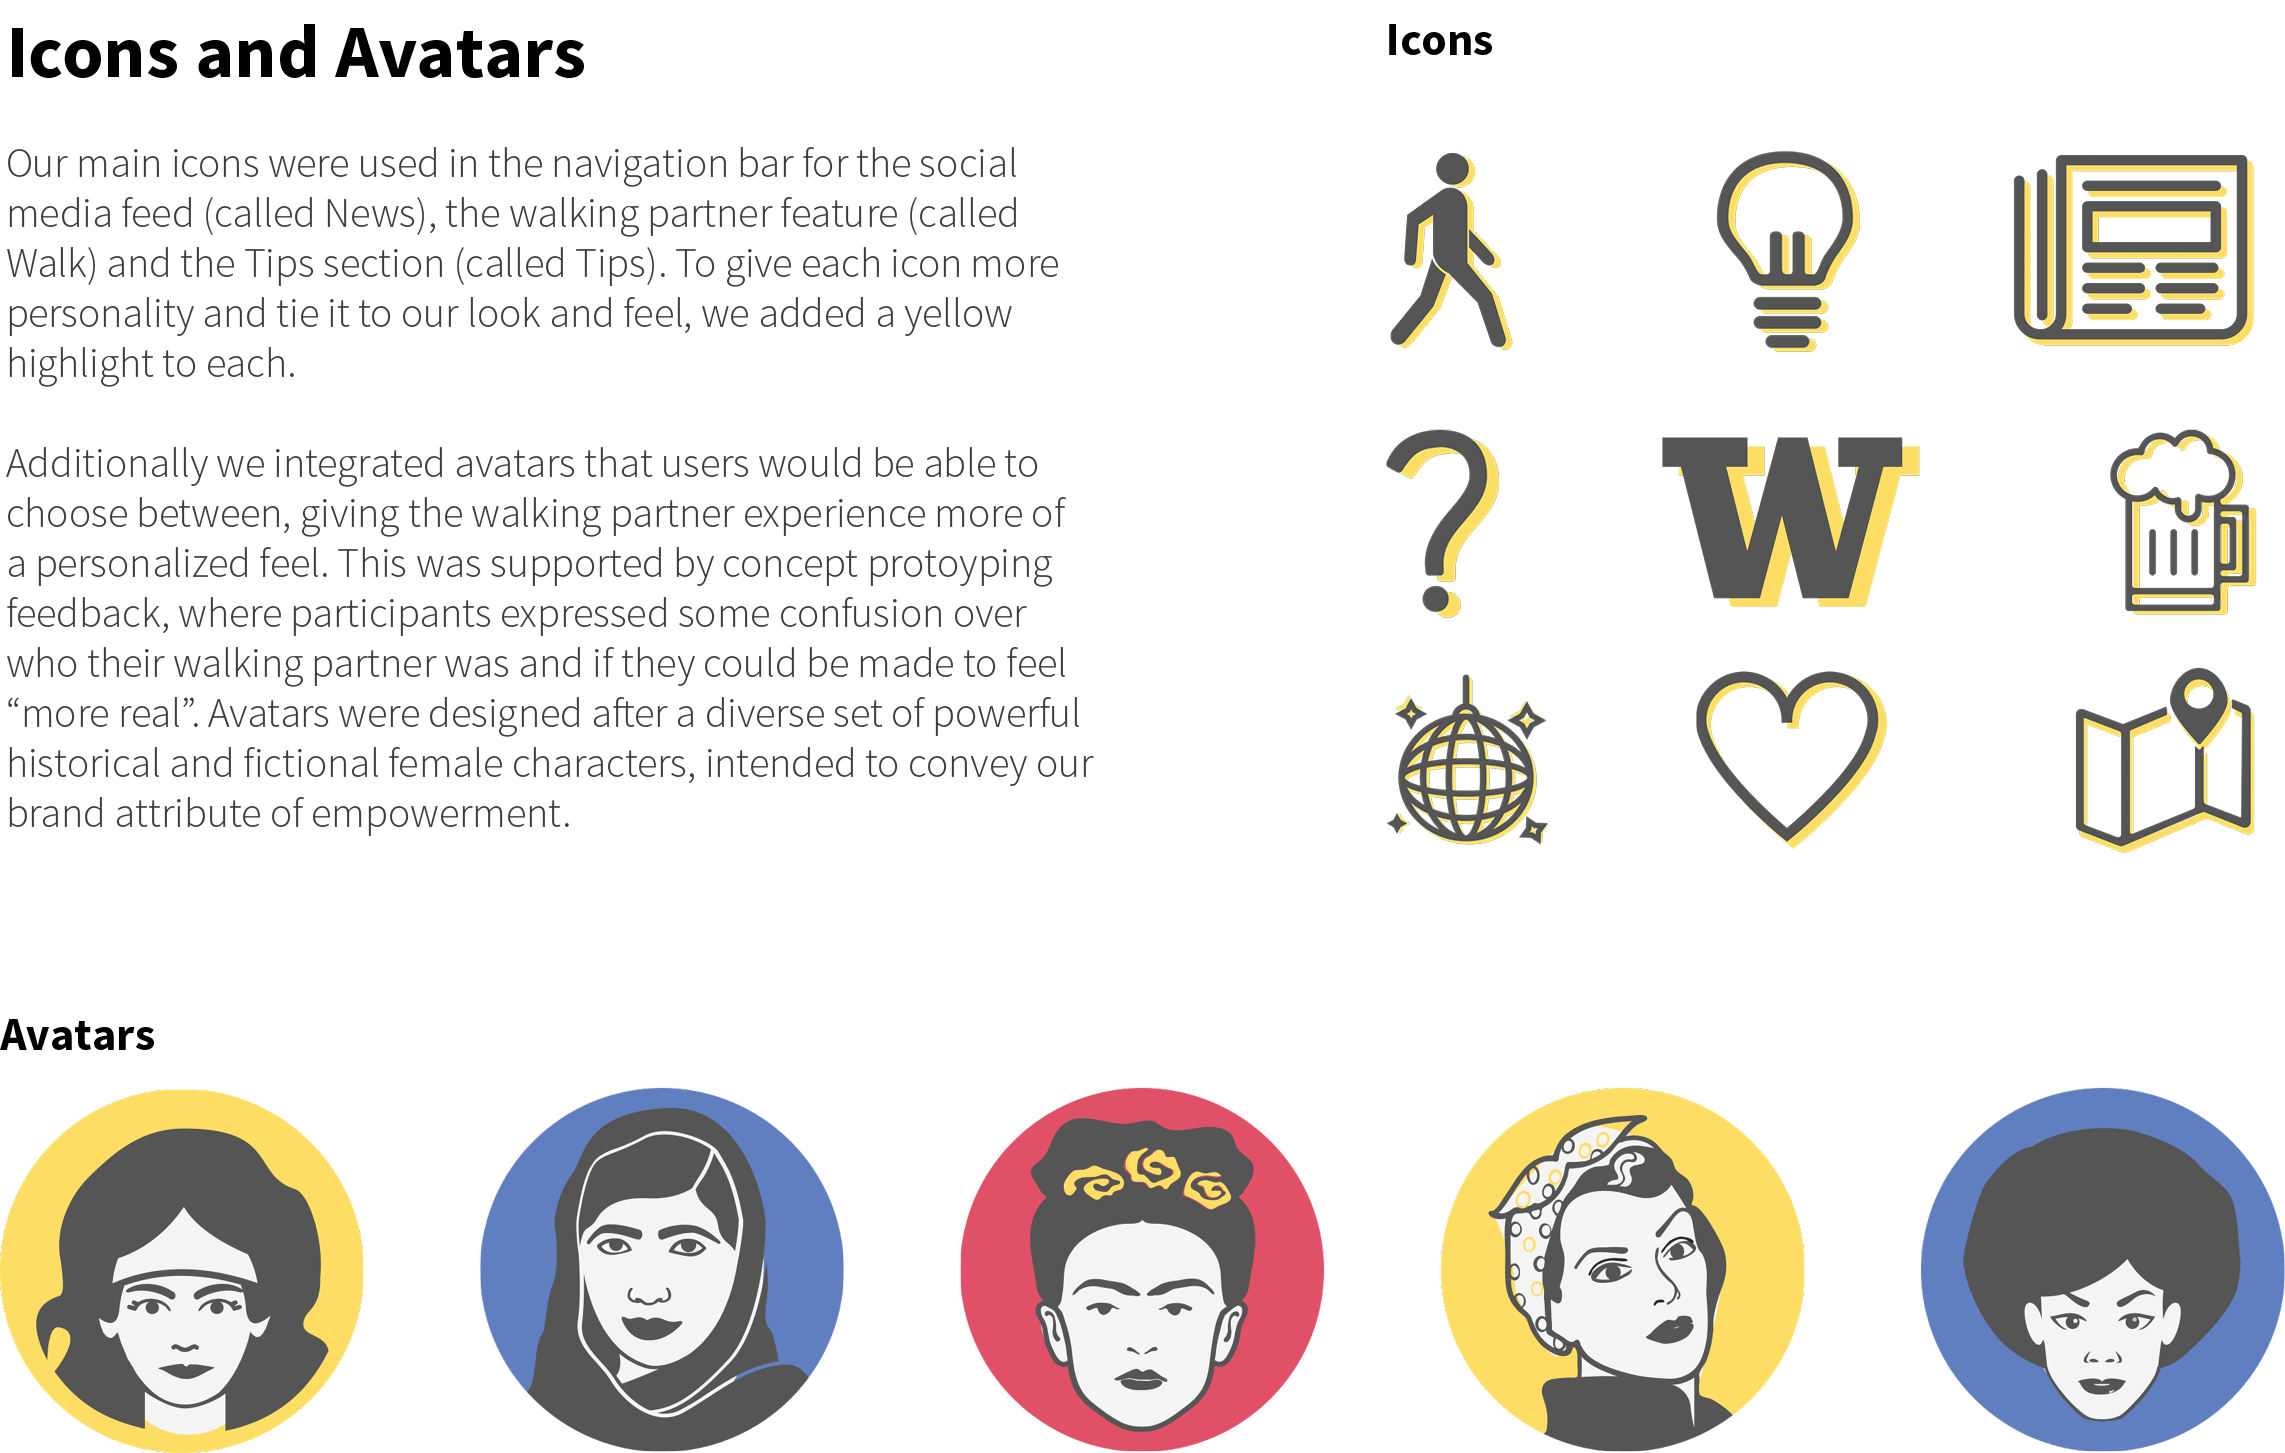 Icons and Avatars
Our main icons were used in the navigation bar for the social
media feed (called News), the walking partner feature (called
Walk) and the Tips section (called Tips). To give each icon more
personality and tie it to our look and feel, we added a yellow
highlight to each.
Additionally we integrated avatars that users would be able to
choose between, giving the walking partner experience more of
a personalized feel. This was supported by concept protoyping
feedback, where participants expressed some confusion over
who their walking partner was and if they could be made to feel
“more real”. Avatars were designed after a diverse set of powerful
historical and fictional female characters, intended to convey our
brand attribute of empowerment.
Icons
?
W
Avatars